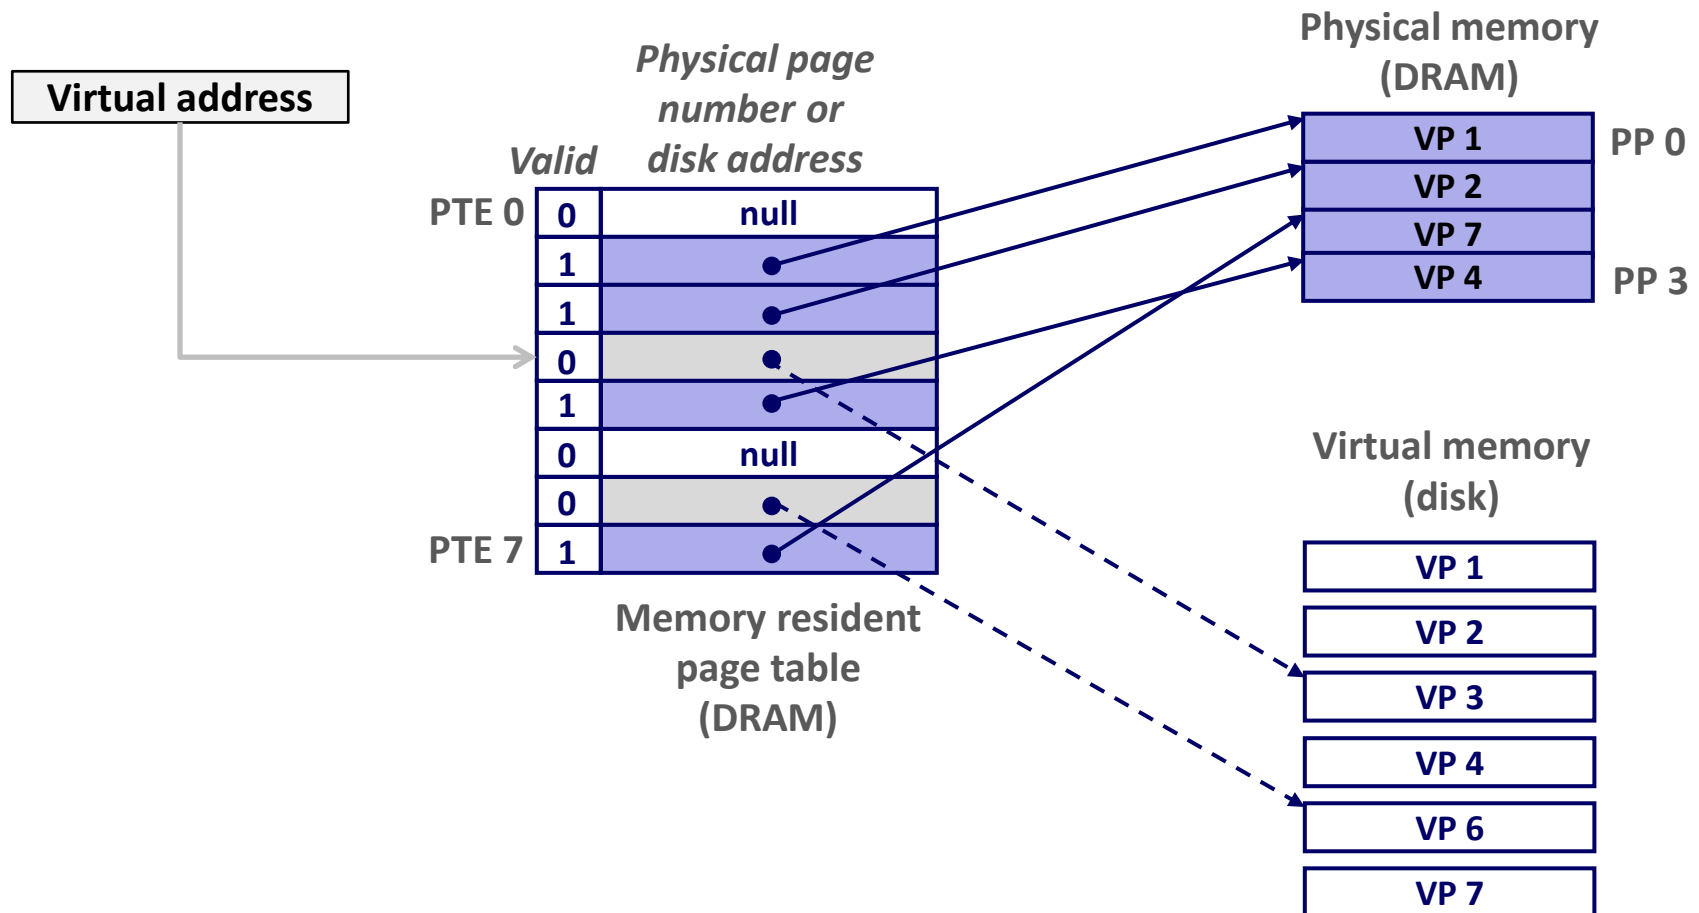 Virtual address
Physical page
number or
disk address
Valid
PTE 0
0 null
1
1
0
1
0 null
0
PTE 7
1
Memory resident
page table
(DRAM)
Physical memory
(DRAM)
VP 1
PP 0
VP 2
VP 7
VP 4
PP 3
Virtual memory
(disk)
VP 1
VP 2
VP 3
VP 4
VP 6
VP 7